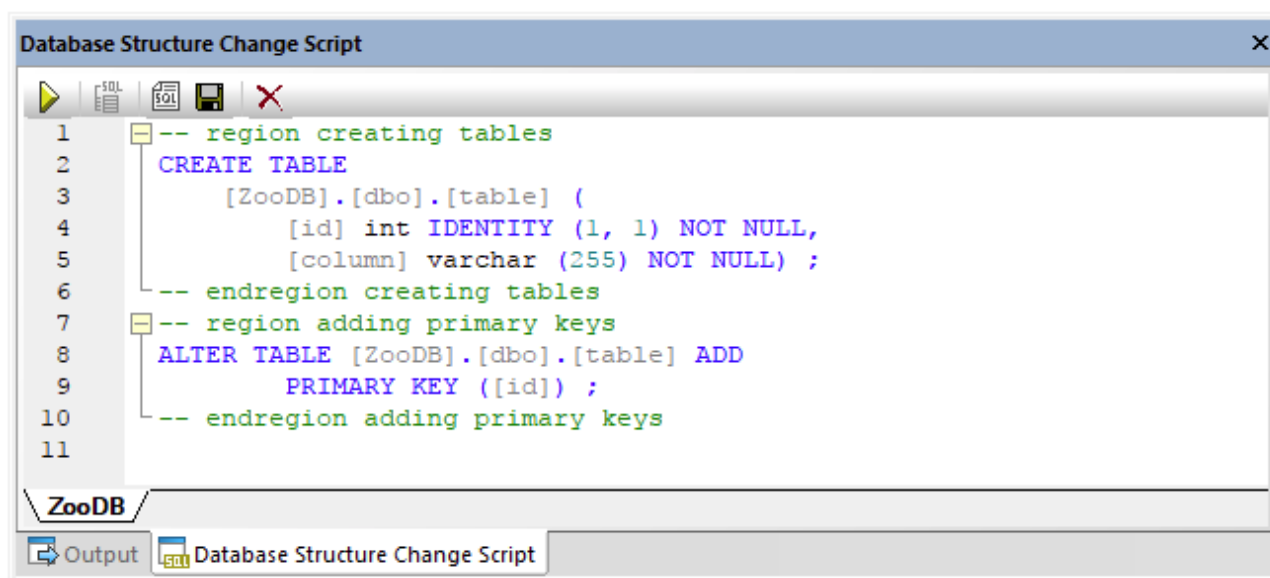 Database Structure Change Script
SQL SQL
1 -- region creating tables
2 CREATE TABLE
3 [ZooDB].[dbo].[table] (
4 [id] int IDENTITY (1, 1) NOT NULL,
5 [column] varchar (255) NOT NULL) ;
6 -- endregion creating tables
7 -- region adding primary keys
8 ALTER TABLE [ZooDB].[dbo].[table] ADD
9 PRIMARY KEY ([id]) ;
10 -- endregion adding primary keys
11
ZooDB
Output SQL Database Structure Change Script